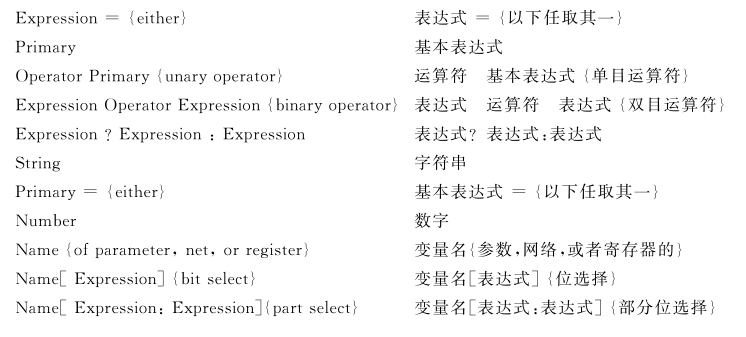 Expression = {either} 表达式 = {以下任取其一}
Primary 基本表达式
Operator Primary {unary operator} 运算符 基本表达式 {单目运算符}
Expression Operator Expression {binary operator} 表达式 运算符 表达式 {双目运算符}
Expression ? Expression : Expression 表达式? 表达式:表达式
String 字符串
Primary = {either} 基本表达式 = {以下任取其一}
Number 数字
Name {of parameter, net, or register} 变量名{参数,网络,或者寄存器的}
Name[ Expression] {bit select} 变量名[表达式] {位选择}
Name[ Expression: Expression]{part select} 变量名[表达式:表达式] {部分位选择}